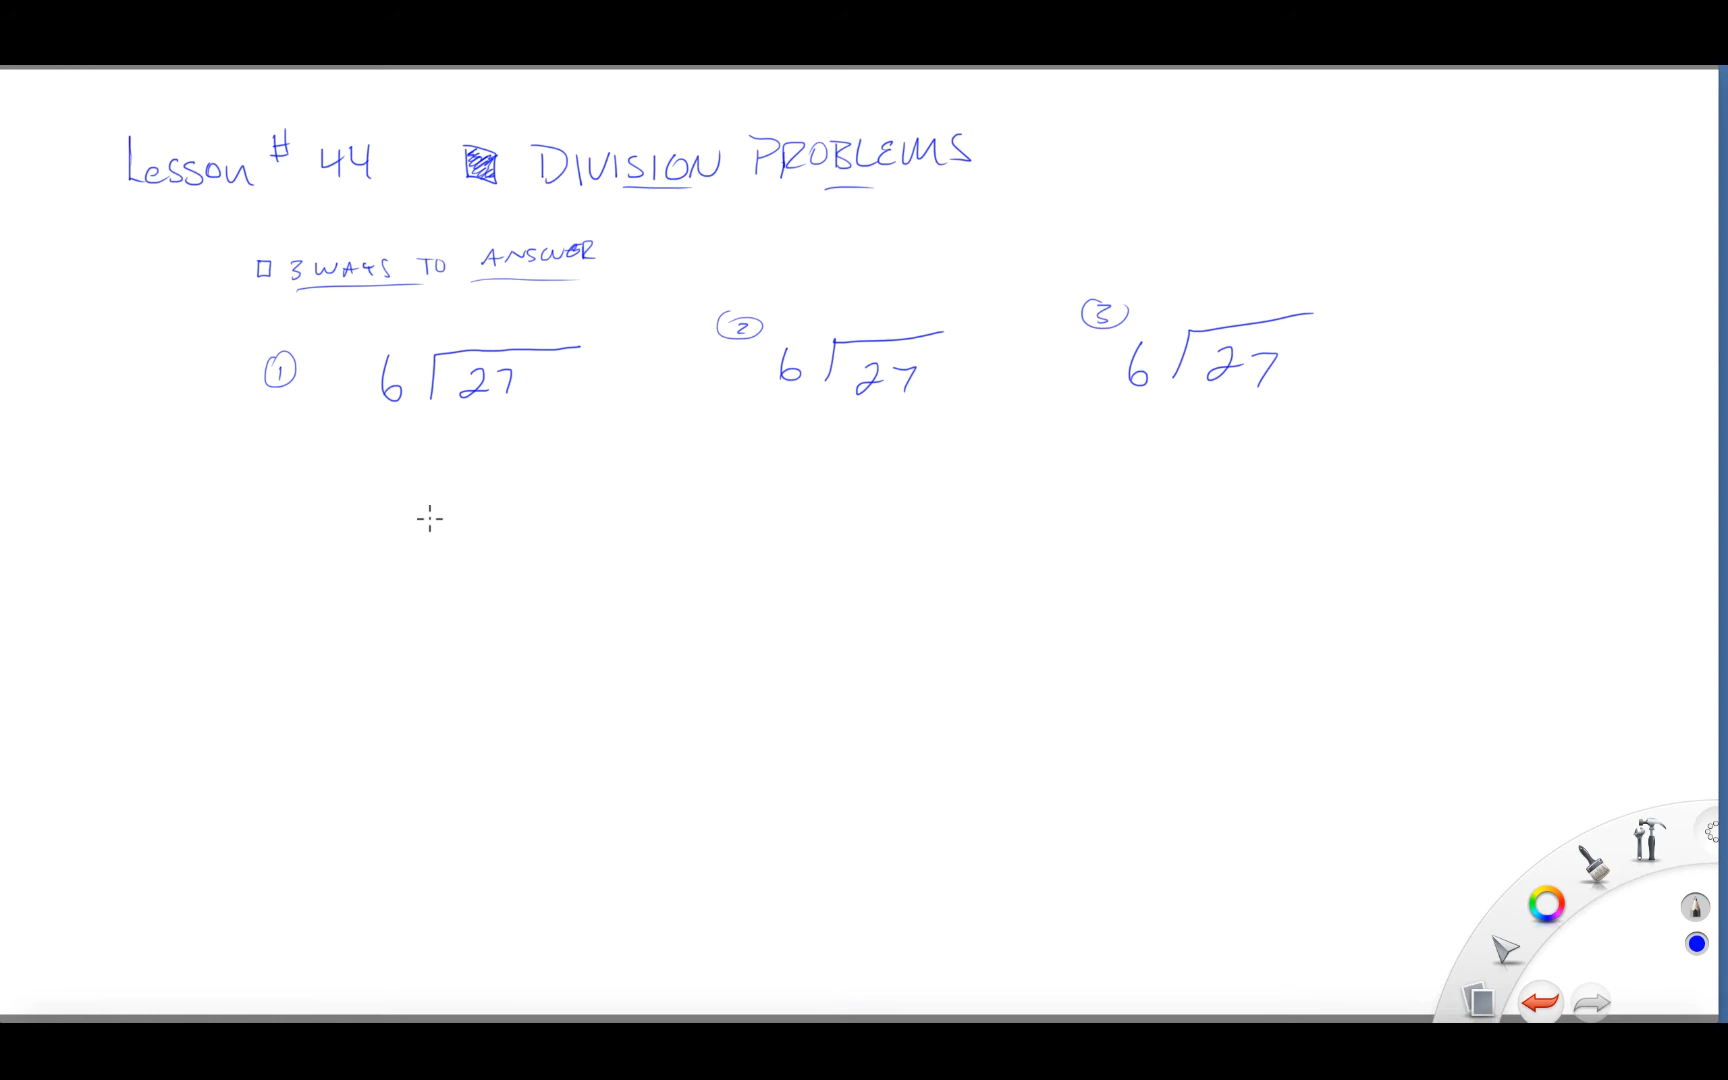 Lesson # 44 DIVISION PROBLEMS
3 WAYS TO ANSWER
1 6 27
2 6 27
3 6 27